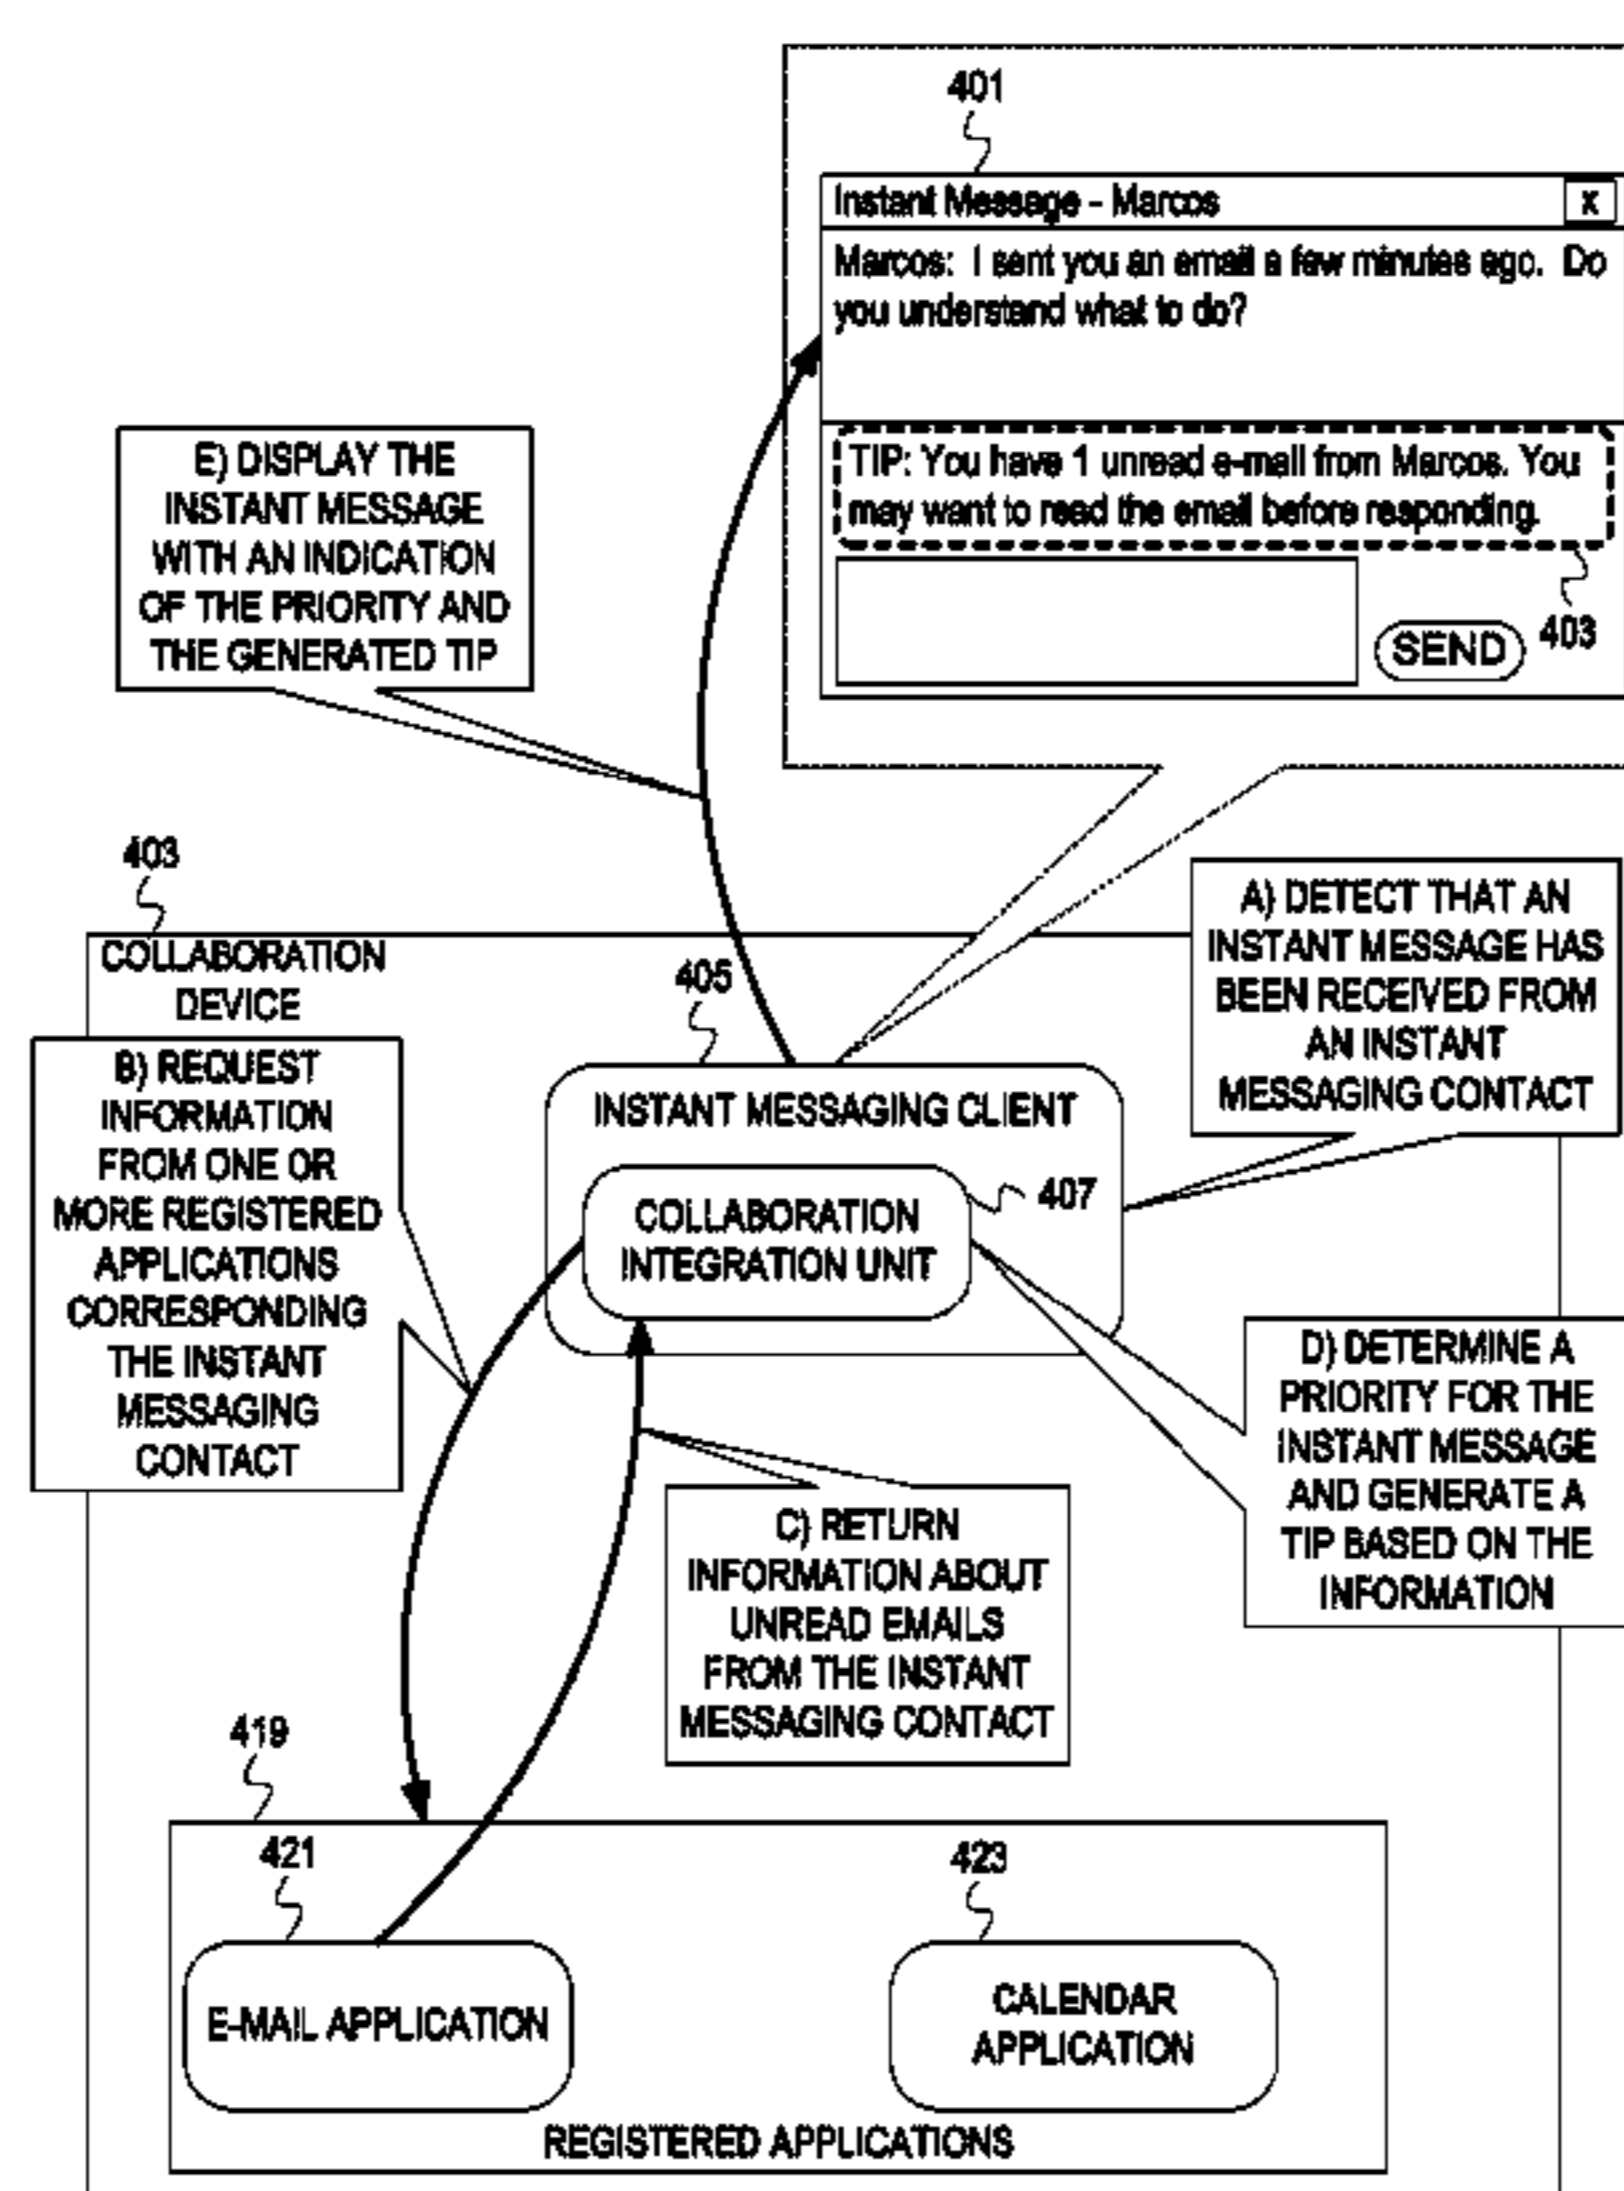 401
Instant Message - Marcos
x
Marcos: I sent you an email a few minutes ago. Do
you understand what to do?
TIP: You have 1 unread e-mail from Marcos. You
may want to read the email before responding.
SEND
403
E) DISPLAY THE
INSTANT MESSAGE
WITH AN INDICATION
OF THE PRIORITY AND
THE GENERATED TIP
403
COLLABORATION
DEVICE
A) DETECT THAT AN
INSTANT MESSAGE HAS
BEEN RECEIVED FROM
AN INSTANT
MESSAGING CONTACT
405
INSTANT MESSAGING CLIENT
407
COLLABORATION
INTEGRATION UNIT
B) REQUEST
INFORMATION
FROM ONE OR
MORE REGISTERED
APPLICATIONS
CORRESPONDING
THE INSTANT
MESSAGING
CONTACT
D) DETERMINE A
PRIORITY FOR THE
INSTANT MESSAGE
AND GENERATE A
TIP BASED ON THE
INFORMATION
C) RETURN
INFORMATION ABOUT
UNREAD EMAILS
FROM THE INSTANT
MESSAGING CONTACT
419
421
E-MAIL APPLICATION
423
CALENDAR
APPLICATION
REGISTERED APPLICATIONS